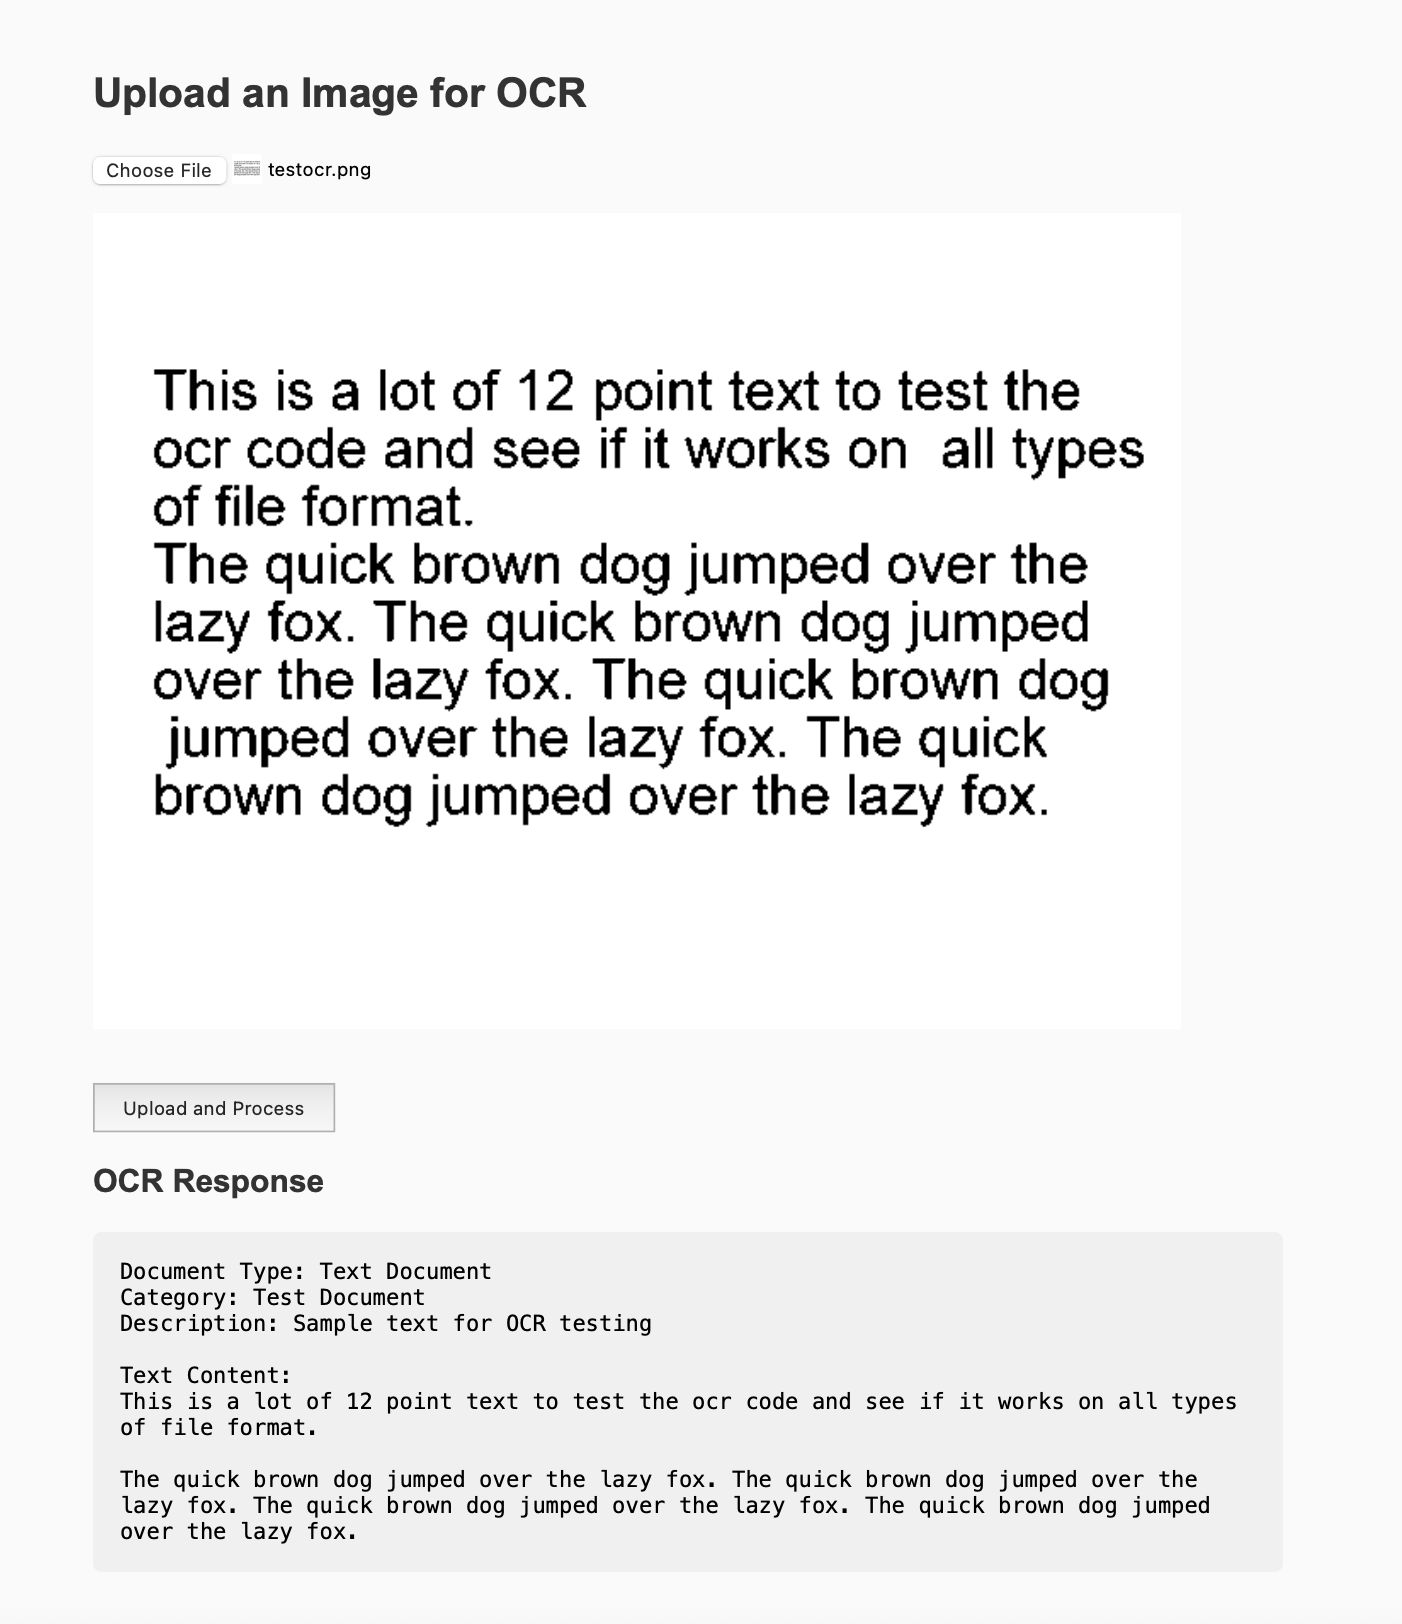 Upload an Image for OCR
Choose File testocr.png
This is a lot of 12 point text to test the
ocr code and see if it works on  all types
of file format.
The quick brown dog jumped over the
lazy fox. The quick brown dog jumped
over the lazy fox. The quick brown dog
jumped over the lazy fox. The quick
brown dog jumped over the lazy fox.
Upload and Process
OCR Response
Document Type: Text Document
Category: Test Document
Description: Sample text for OCR testing
Text Content:
This is a lot of 12 point text to test the ocr code and see if it works on all types
of file format.
The quick brown dog jumped over the lazy fox. The quick brown dog jumped over the
lazy fox. The quick brown dog jumped over the lazy fox. The quick brown dog jumped
over the lazy fox.